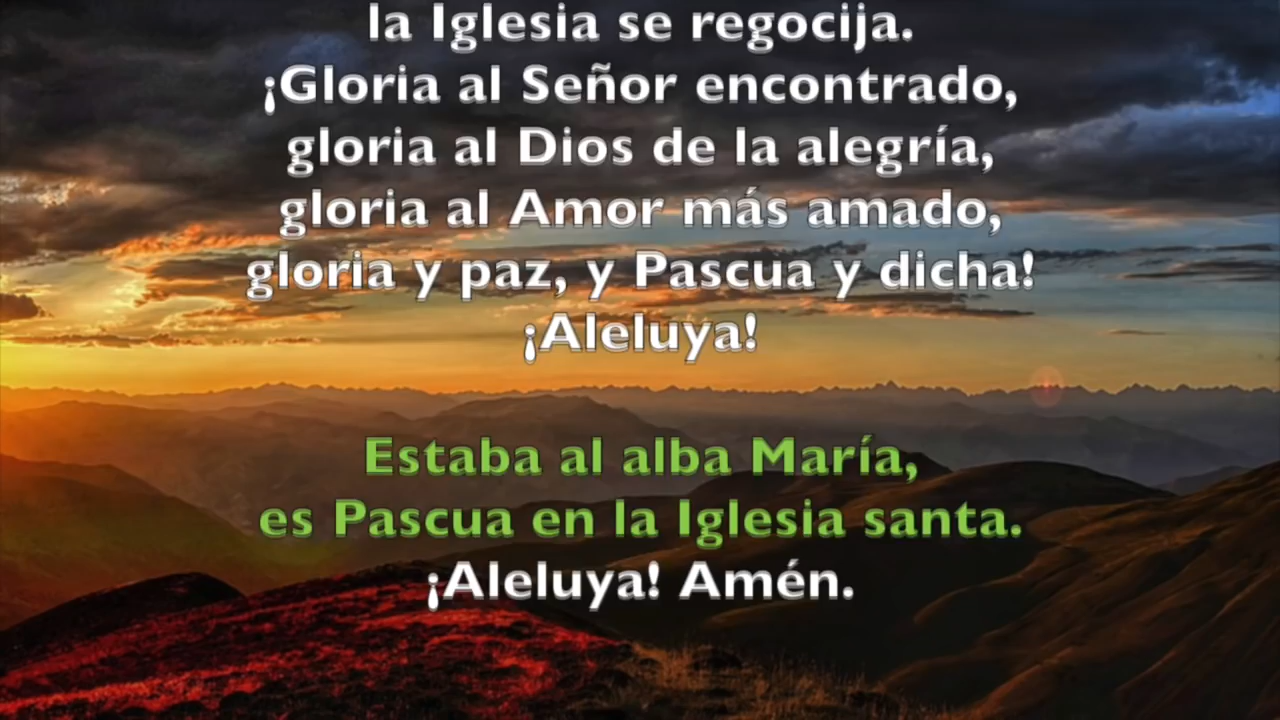 la Iglesia se regocija.
¡Gloria al Señor encontrado,
gloria al Dios de la alegría,
gloria al Amor más amado,
gloria y paz, y Pascua y dicha!
¡Aleluya!
Estaba al alba María,
es Pascua en la Iglesia santa.
¡Aleluya! Amén.